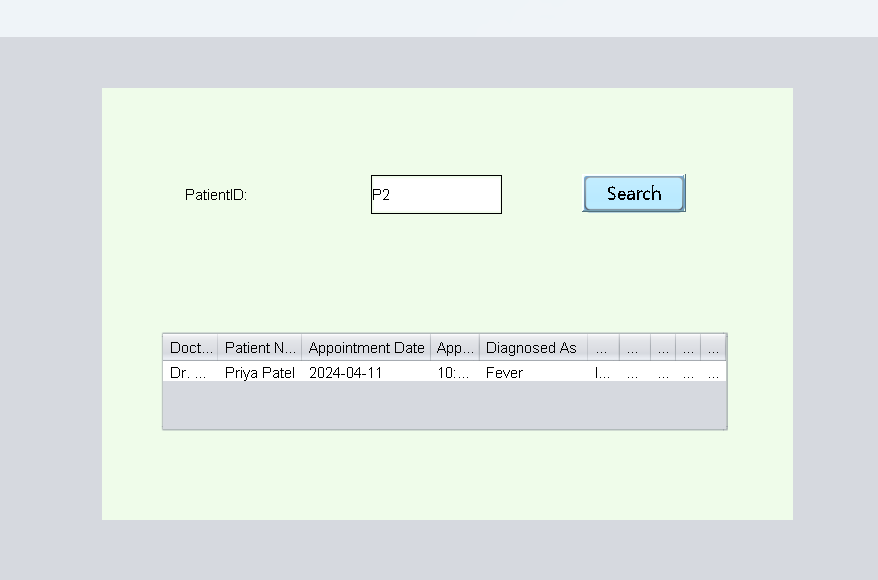 PatientID: P2 Search
Doct... Patient N... Appointment Date App... Diagnosed As ... ... ... ... ...
Dr. ... Priya Patel 2024-04-11 10:... Fever I... ... ... ... ...